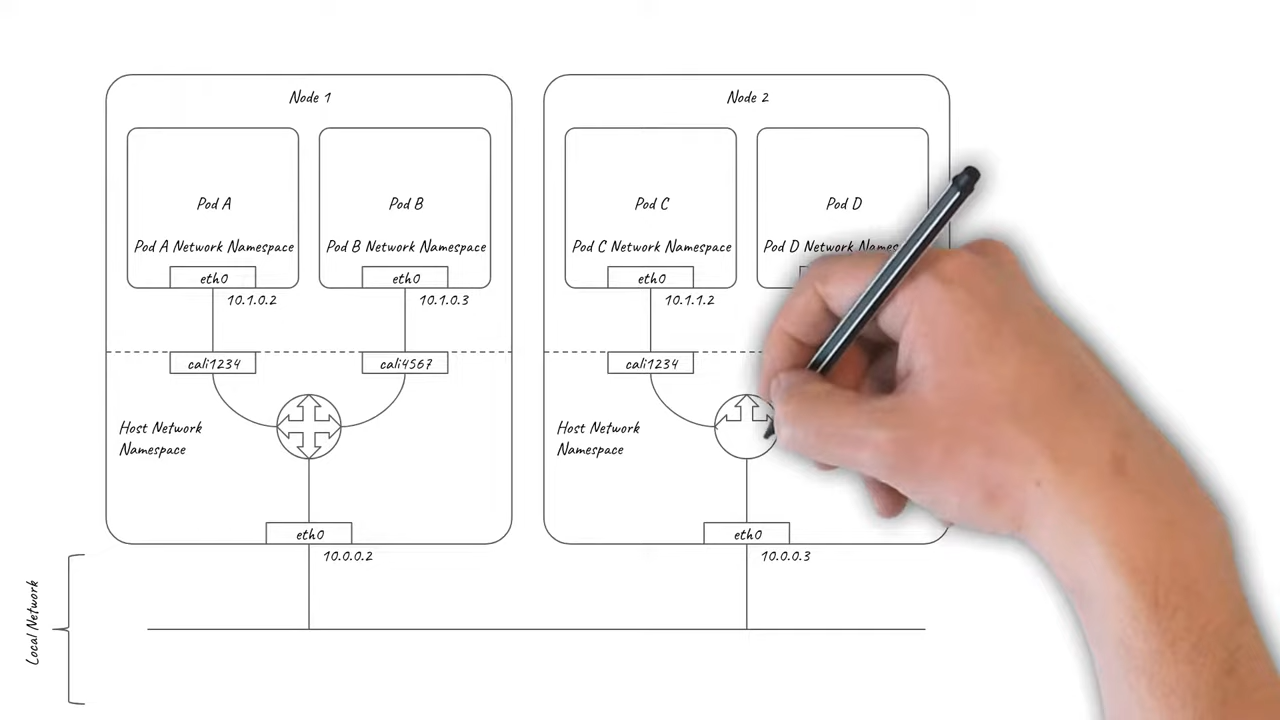 Node 1
Node 2
Pod A
Pod B
Pod C
Pod D
Pod A Network Namespace
Pod B Network Namespace
Pod C Network Namespace
Pod D Network
eth0
eth0
eth0
10.1.0.2
10.1.0.3
10.1.1.2
cali1234
cali4567
cali1234
Host Network
Namespace
Host Network
Namespace
eth0
eth0
10.0.0.2
10.0.0.3
Local Network